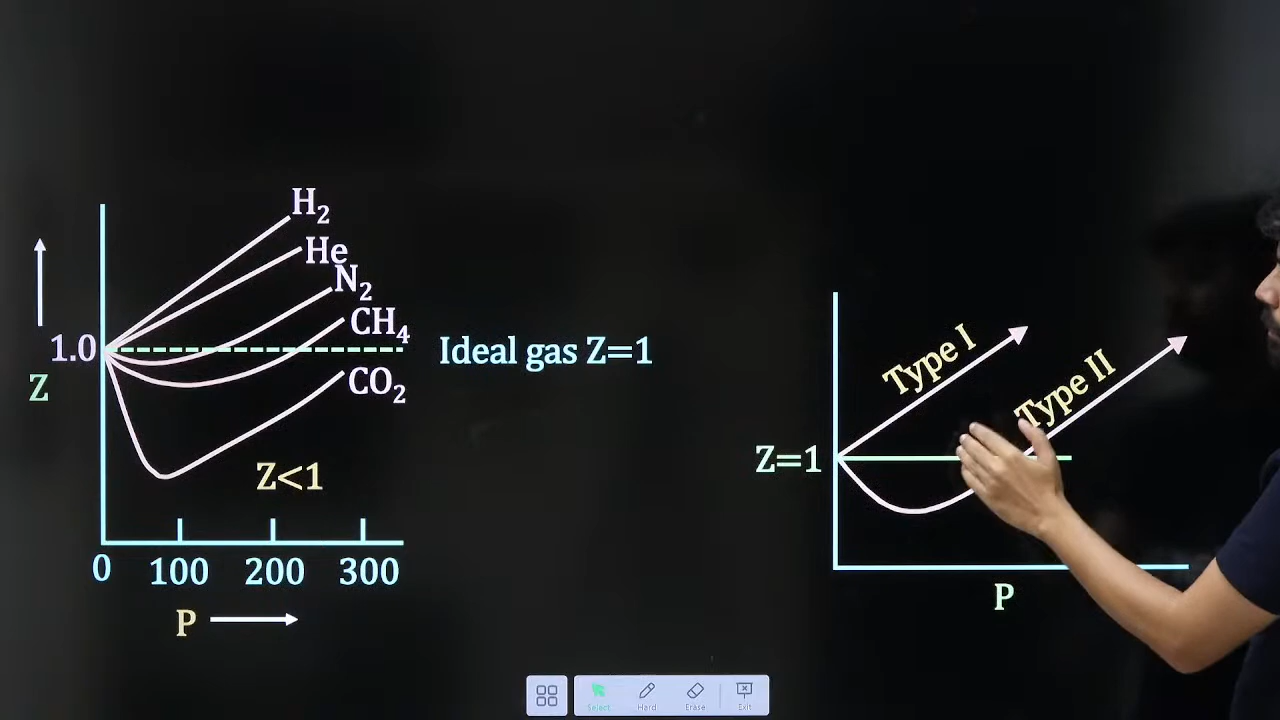 H₂
He
N₂
CH₄
CO₂
1.0
Z
Ideal gas Z=1
Z<1
0 100 200 300
P
Type I
Type II
Z=1
P
Select Hard Erase Exit